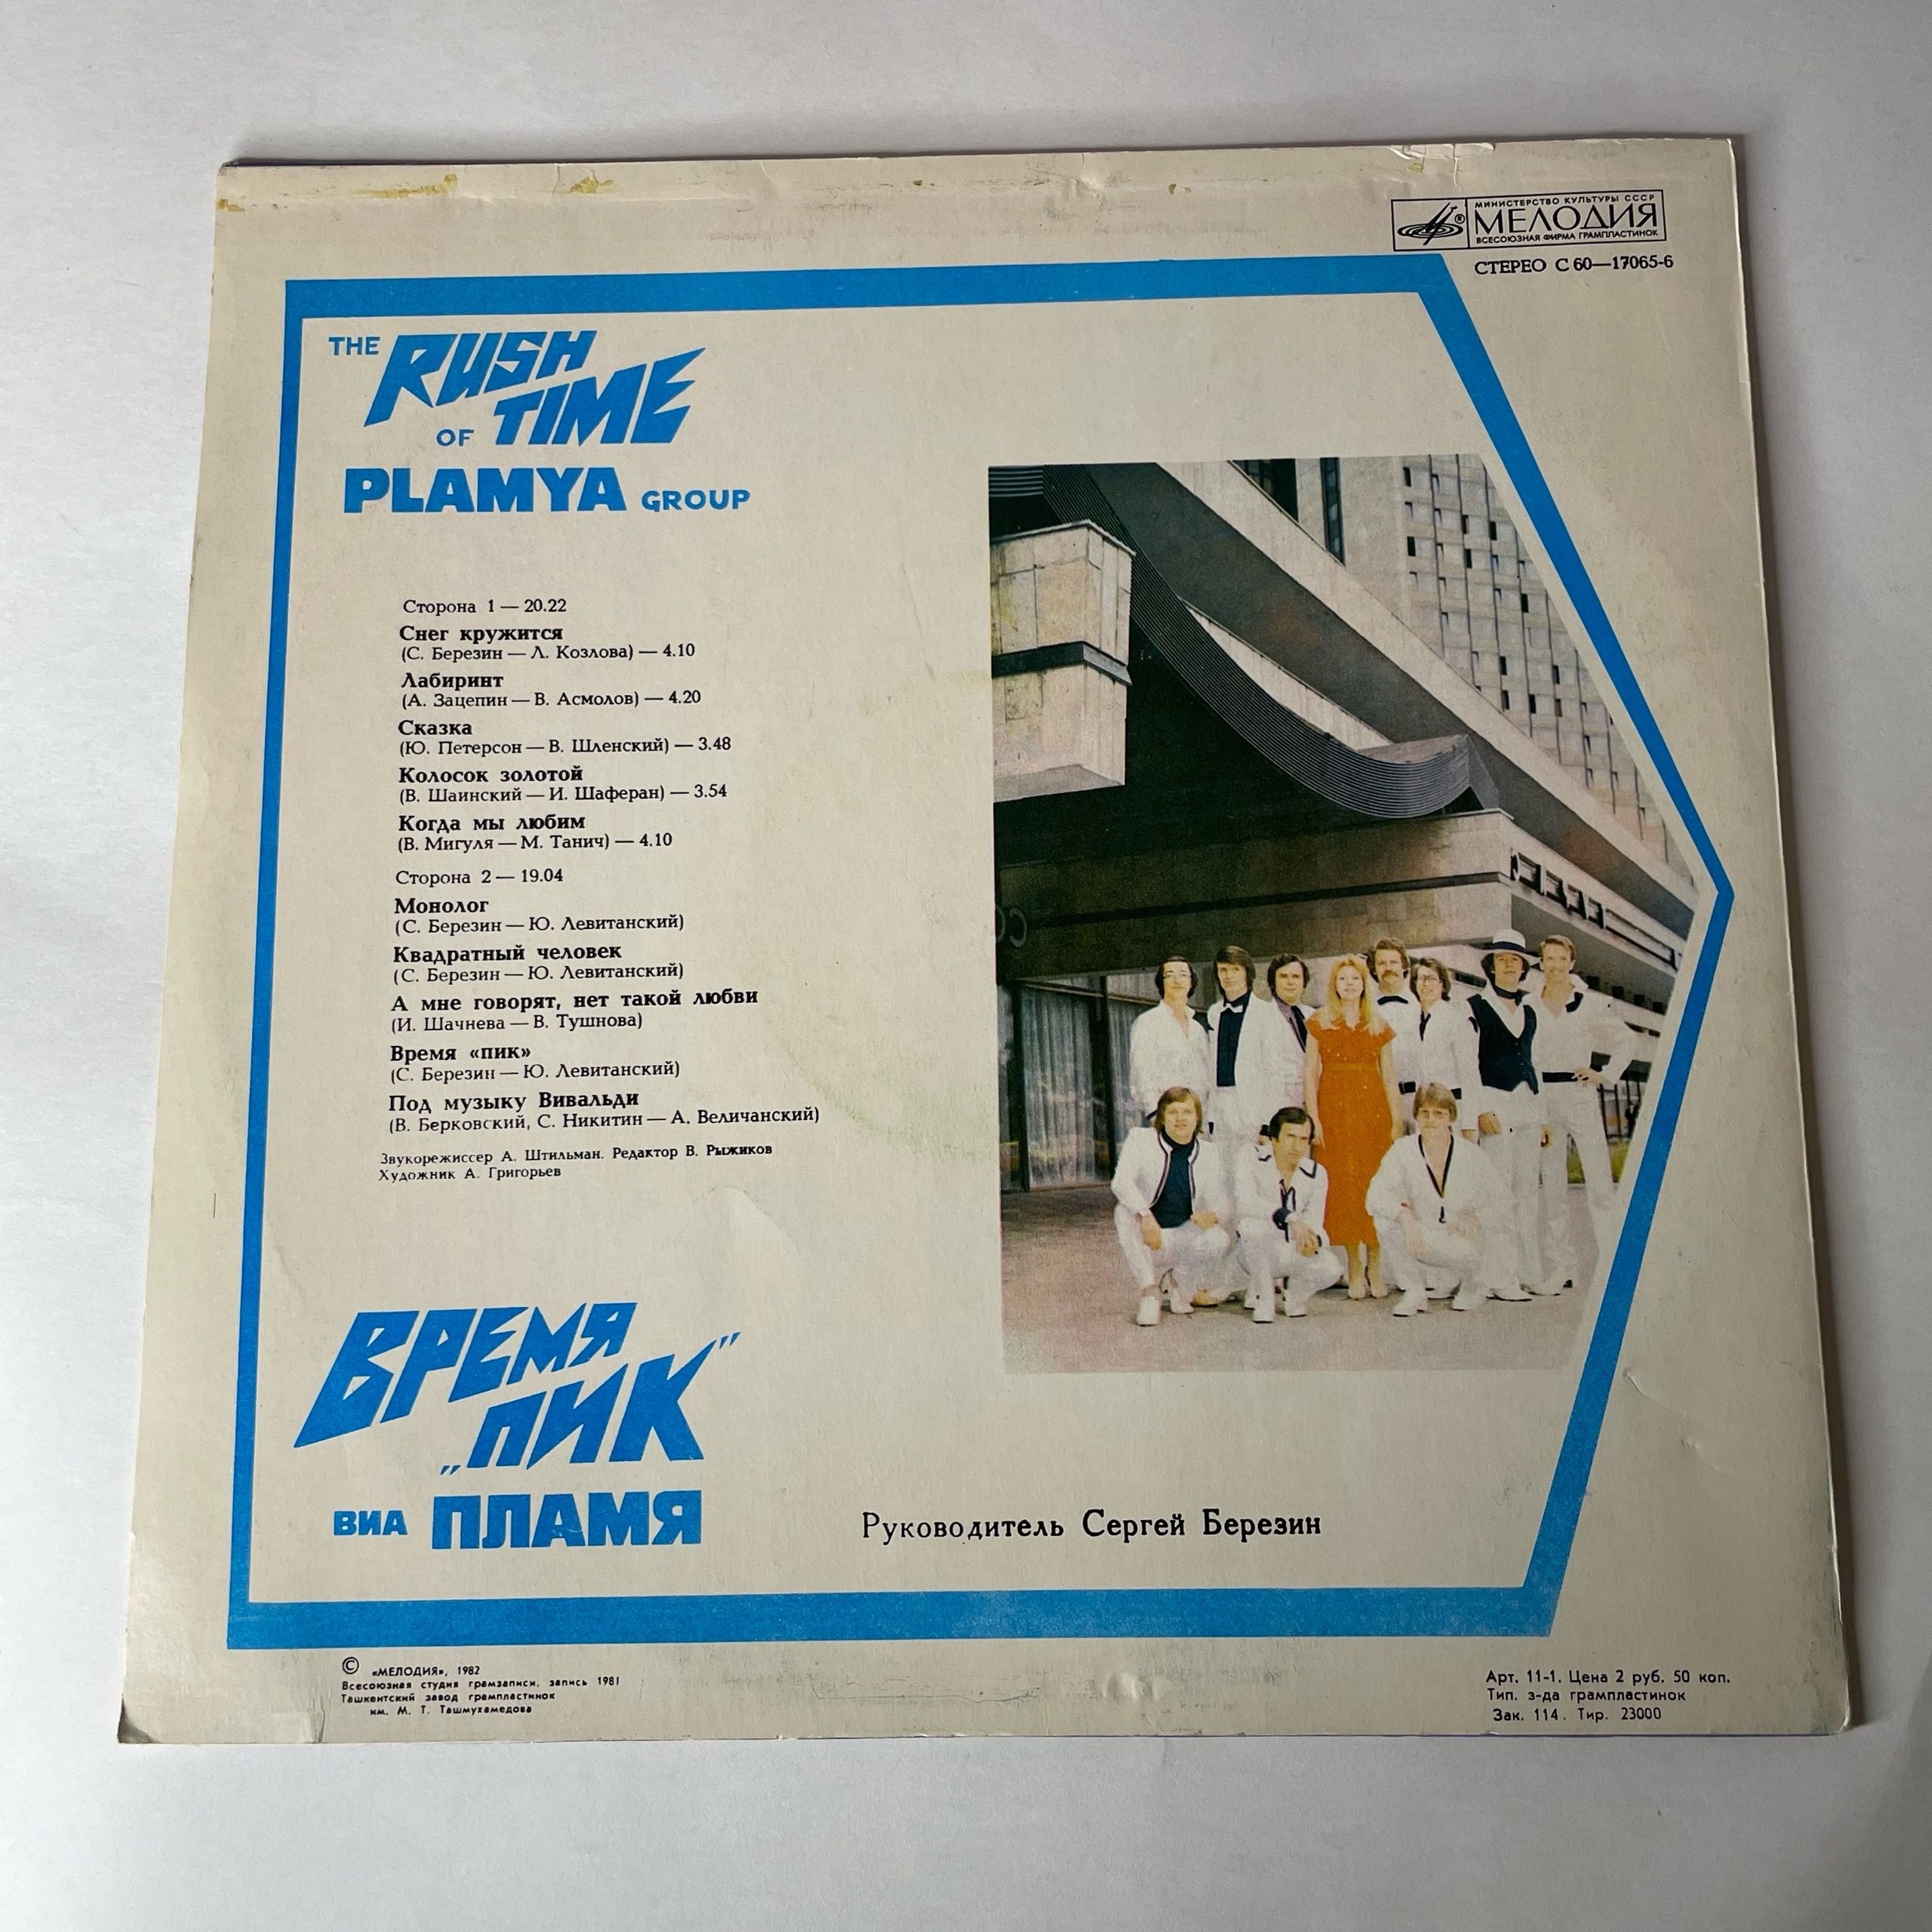 МИНИСТЕРСТВО КУЛЬТУРЫ СССР
МЕЛОДИЯ
ВСЕСОЮЗНАЯ ФИРМА ГРАМПЛАСТИНОК
СТЕРЕО С 60—17065-6
THE RUSH
OF TIME
PLAMYA GROUP
Сторона 1 — 20.22
Снег кружится
(С. Березин — Л. Козлова) — 4.10
Лабиринт
(А. Зацепин — В. Асмолов) — 4.20
Сказка
(Ю. Петерсон — В. Шленский) — 3.48
Колосок золотой
(В. Шаинский — И. Шаферан) — 3.54
Когда мы любим
(В. Мигуля — М. Танич) — 4.10
Сторона 2 — 19.04
Монолог
(С. Березин — Ю. Левитанский)
Квадратный человек
(С. Березин — Ю. Левитанский)
А мне говорят, нет такой любви
(И. Шачнева — В. Тушнова)
Время «пик»
(С. Березин — Ю. Левитанский)
Под музыку Вивальди
(В. Берковский, С. Никитин — А. Величанский)
Звукорежиссер А. Штильман. Редактор В. Рыжиков
Художник А. Григорьев
ВРЕМЯ
„ПИК”
ВИА ПЛАМЯ
Руководитель Сергей Березин
© «МЕЛОДИЯ», 1982
Всесоюзная студия грамзаписи, запись 1981
Ташкентский завод грампластинок
им. М. Т. Ташмухамедова
Арт. 11-1. Цена 2 руб. 50 коп.
Тип. з-да грампластинок
Зак. 114. Тир. 23000